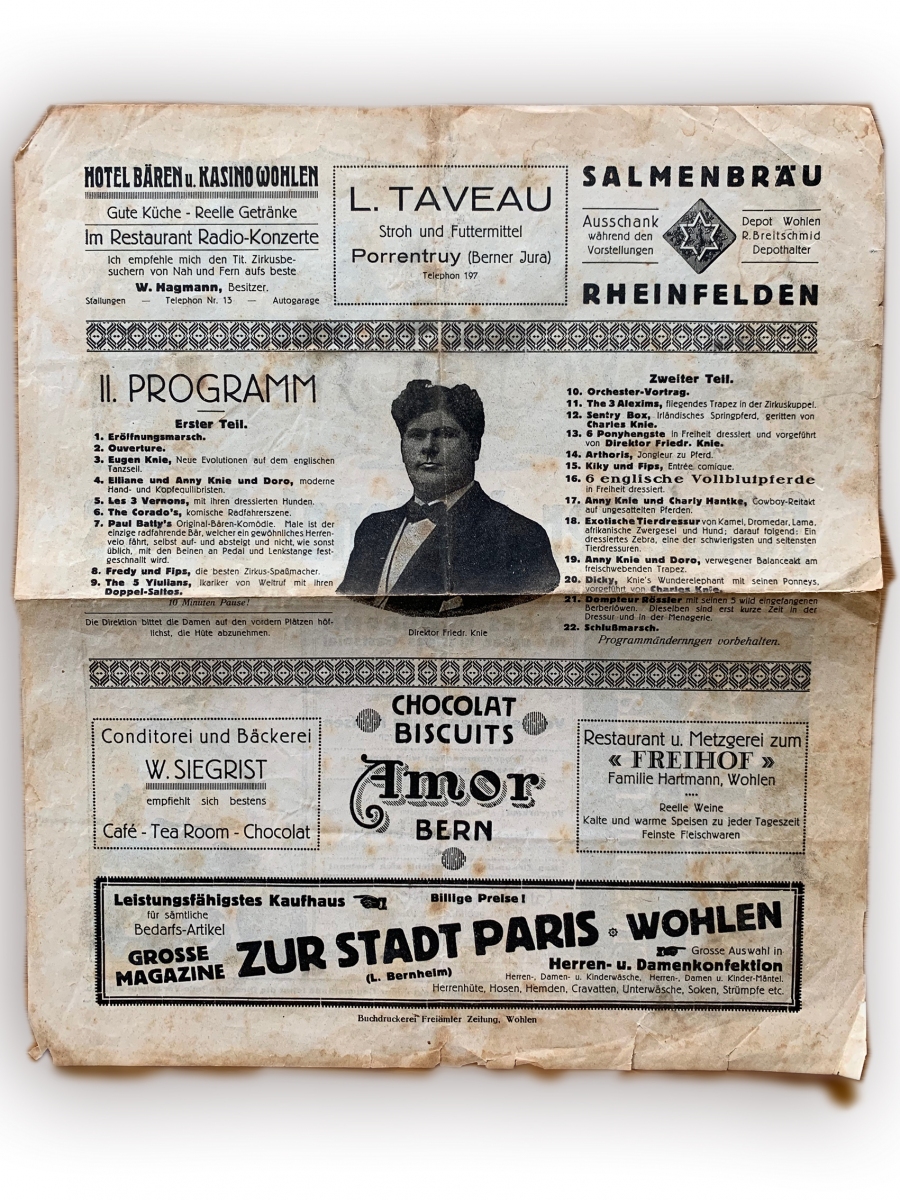 HOTEL BÄREN u. KASINO WOHLEN
Gute Küche - Reelle Getränke
Im Restaurant Radio-Konzerte
Ich empfehle mich den Tit. Zirkusbe-
suchern von Nah und Fern aufs beste
W. Hagmann, Besitzer.
Stallungen — Telephon Nr. 13 — Autogarage
L. TAVEAU
Stroh und Futtermittel
Porrentruy (Berner Jura)
Telephon 197
SALMENBRÄU
Ausschank
während den
Vorstellungen
Depot Wohlen
R. Breitschmid
Depothalter
RHEINFELDEN
II. PROGRAMM
Erster Teil.
1. Eröffnungsmarsch.
2. Ouverture.
3. Eugen Knie, Neue Evolutionen auf dem englischen
Tanzseil.
4. Elliane und Anny Knie und Doro, moderne
Hand- und Kopfequilibristen.
5. Les 3 Vernons, mit ihren dressierten Hunden.
6. The Corado's, komische Radfahrerszene.
7. Paul Batty's Original-Bären-Komödie. Male ist der
einzige radfahrende Bär, welcher ein gewöhnliches Herren-
velo fährt, selbst auf- und absteigt und nicht, wie sonst
üblich, mit den Beinen an Pedal und Lenkstange fest-
geschnallt wird.
8. Fredy und Fips, die besten Zirkus-Spaßmacher.
9. The 5 Yiulians, Ikarier von Weltruf mit ihren
Doppel-Saltos.
10 Minuten Pause!
Die Direktion bittet die Damen auf den vordern Plätzen höf-
lichst, die Hüte abzunehmen.
Direktor Friedr. Knie
Zweiter Teil.
10. Orchester-Vortrag.
11. The 3 Alexims, fliegendes Trapez in der Zirkuskuppel.
12. Sentry Box, Irländisches Springpferd, geritten von
Charles Knie.
13. 6 Ponyhengste in Freiheit dressiert und vorgeführt
von Direktor Friedr. Knie.
14. Arthoris, Jongleur zu Pferd.
15. Kiky und Fips, Entrée comique.
16. 6 englische Vollblutpferde
in Freiheit dressiert.
17. Anny Knie und Charly Hantke, Cowboy-Reitakt
auf ungesattelten Pferden.
18. Exotische Tierdressur von Kamel, Dromedar, Lama,
afrikanische Zwergesel und Hund; darauf folgend: Ein
dressiertes Zebra, eine der schwierigsten und seltensten
Tierdressuren.
19. Anny Knie und Doro, verwegener Balanceakt am
freischwebenden Trapez.
20. Dicky, Knie's Wunderelephant mit seinen Ponneys,
vorgeführt von Charles Knie.
21. Dompteur Rössler mit seinen 5 wild eingefangenen
Berberlöwen. Dieselben sind erst kurze Zeit in der
Dressur und in der Menagerie.
22. Schlußmarsch.
Programmändernngen vorbehalten.
Conditorei und Bäckerei
W. SIEGRIST
empfiehlt sich bestens
Café - Tea Room - Chocolat
CHOCOLAT
BISCUITS
Amor
BERN
Restaurant u. Metzgerei zum
« FREIHOF »
Familie Hartmann, Wohlen
Reelle Weine
Kalte und warme Speisen zu jeder Tageszeit
Feinste Fleischwaren
Leistungsfähigstes Kaufhaus
für sämtliche
Bedarfs-Artikel
Billige Preise!
GROSSE
MAGAZINE
ZUR STADT PARIS WOHLEN
(L. Bernheim)
Grosse Auswahl in
Herren- u. Damenkonfektion
Herren-, Damen- u. Kinderwäsche, Herren-, Damen u. Kinder-Mäntel.
Herrenhüte, Hosen, Hemden, Cravatten, Unterwäsche, Soken, Strümpfe etc.
Buchdruckerei Freiämter Zeitung, Wohlen